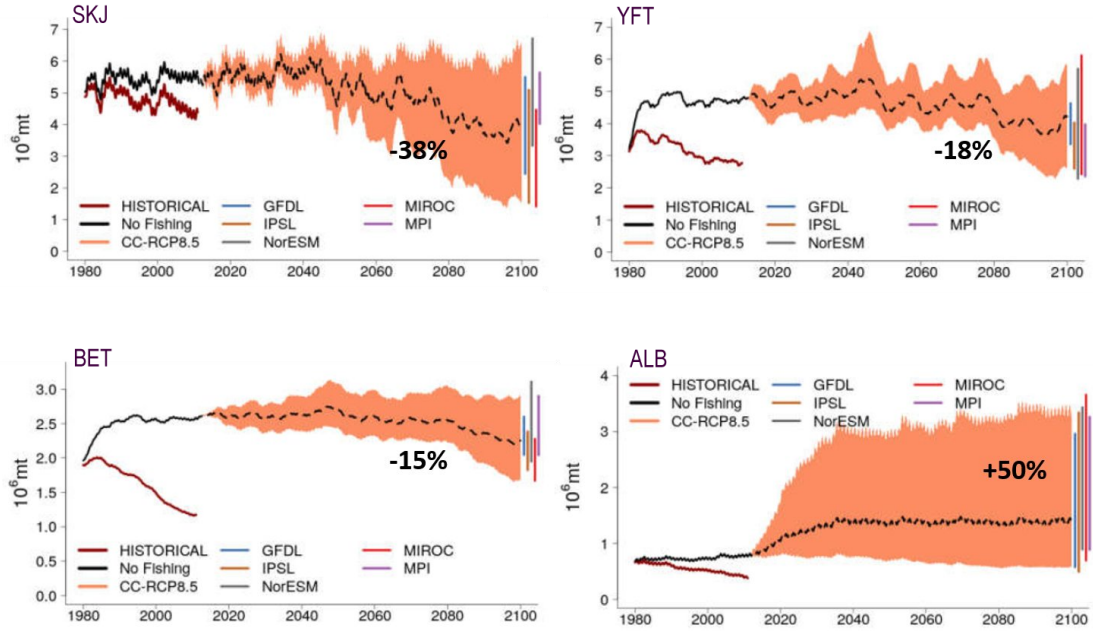 SKJ
7
6
5
4
3
2
1
0
10⁶mt
-38%
HISTORICAL GFDL MIROC
No Fishing IPSL MPI
CC-RCP8.5 NorESM
1980 2000 2020 2040 2060 2080 2100
YFT
7
6
5
4
3
2
1
0
10⁶mt
-18%
HISTORICAL GFDL MIROC
No Fishing IPSL MPI
CC-RCP8.5 NorESM
1980 2000 2020 2040 2060 2080 2100
BET
3.0
2.5
2.0
1.5
1.0
0.5
0.0
10⁶mt
-15%
HISTORICAL GFDL MIROC
No Fishing IPSL MPI
CC-RCP8.5 NorESM
1980 2000 2020 2040 2060 2080 2100
ALB
4
3
2
1
0
10⁶mt
HISTORICAL GFDL MIROC
No Fishing IPSL MPI
CC-RCP8.5 NorESM
+50%
1980 2000 2020 2040 2060 2080 2100